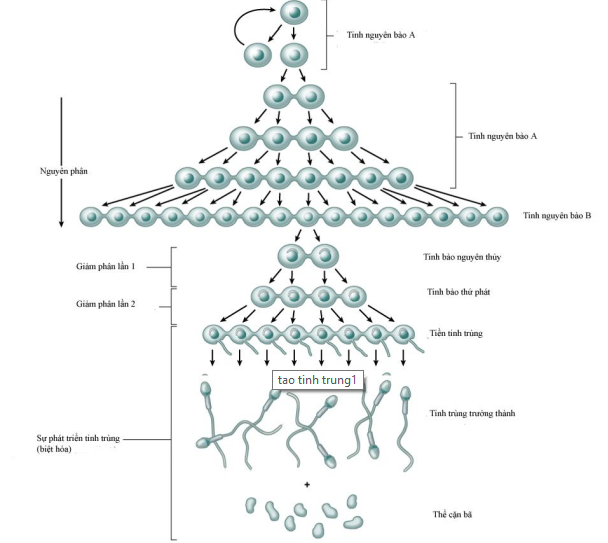 Tinh nguyên bào A
Tinh nguyên bào A
Nguyên phân
Tinh nguyên bào B
Tinh bào nguyên thủy
Giảm phân lần 1
Tinh bào thứ phát
Giảm phân lần 2
Tiền tinh trùng
tao tinh trung1
Tinh trùng trưởng thành
Sự phát triển tinh trùng
(biệt hóa)
+
Thể cặn bã